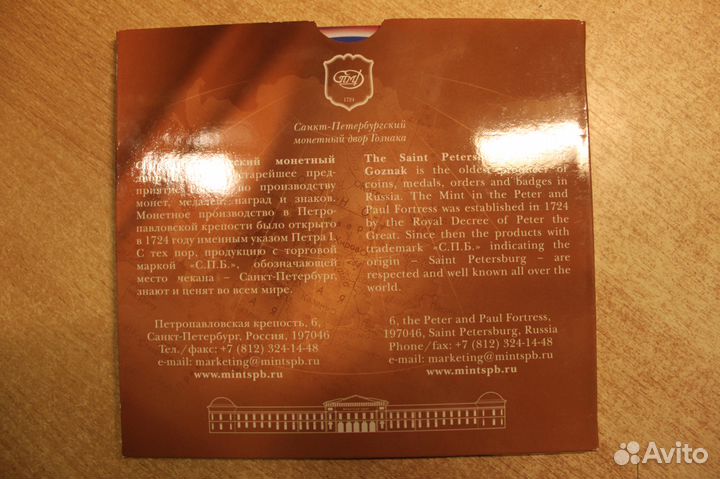 1724
Санкт-Петербургский
монетный двор Гознака
монетный
старейшее пред-
по производству
монет, медалей, наград и знаков.
Монетное производство в Петро-
павловской крепости было открыто
в 1724 году именным указом Петра I.
С тех пор, продукцию с торговой
маркой «С.П.Б.», обозначающей
место чекана – Санкт-Петербург,
знают и ценят во всем мире.
The Saint Petersburg
Goznak is the oldest producer of
coins, medals, orders and badges in
Russia. The Mint in the Peter and
Paul Fortress was established in 1724
by the Royal Decree of Peter the
Great. Since then the products with
trademark «С.П.Б.» indicating the
origin – Saint Petersburg – are
respected and well known all over the
world.
Петропавловская крепость, 6,
Санкт-Петербург, Россия, 197046
Тел./факс: +7 (812) 324-14-48
e-mail: marketing@mintspb.ru
www.mintspb.ru
6, the Peter and Paul Fortress,
197046, Saint Petersburg, Russia
Phone/fax: +7 (812) 324-14-48
e-mail: marketing@mintspb.ru
www.mintspb.ru
Avito